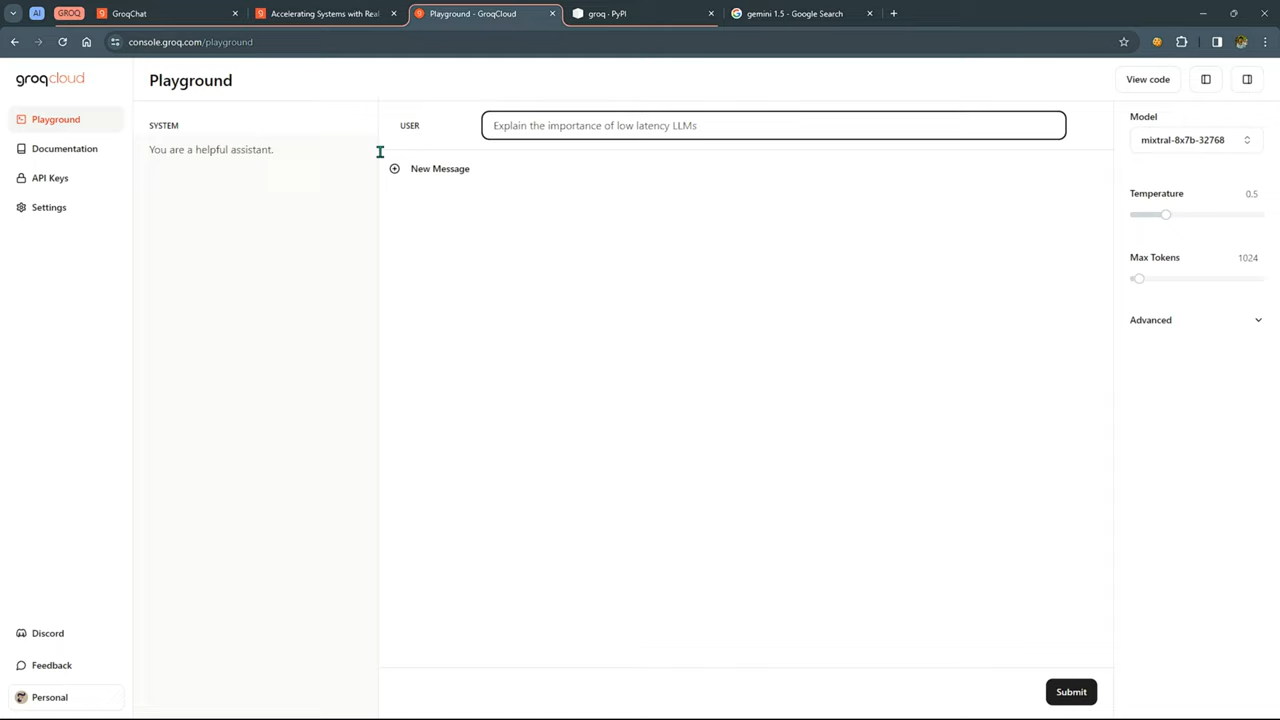 AI
GROQ
GroqChat
Accelerating Systems with Real
Playground - GroqCloud
groq · PyPI
gemini 1.5 - Google Search
console.groq.com/playground
groqcloud
Playground
Documentation
API Keys
Settings
Discord
Feedback
Personal
Playground
View code
SYSTEM
You are a helpful assistant.
USER
Explain the importance of low latency LLMs
New Message
Submit
Model
mixtral-8x7b-32768
Temperature 0.5
Max Tokens 1024
Advanced